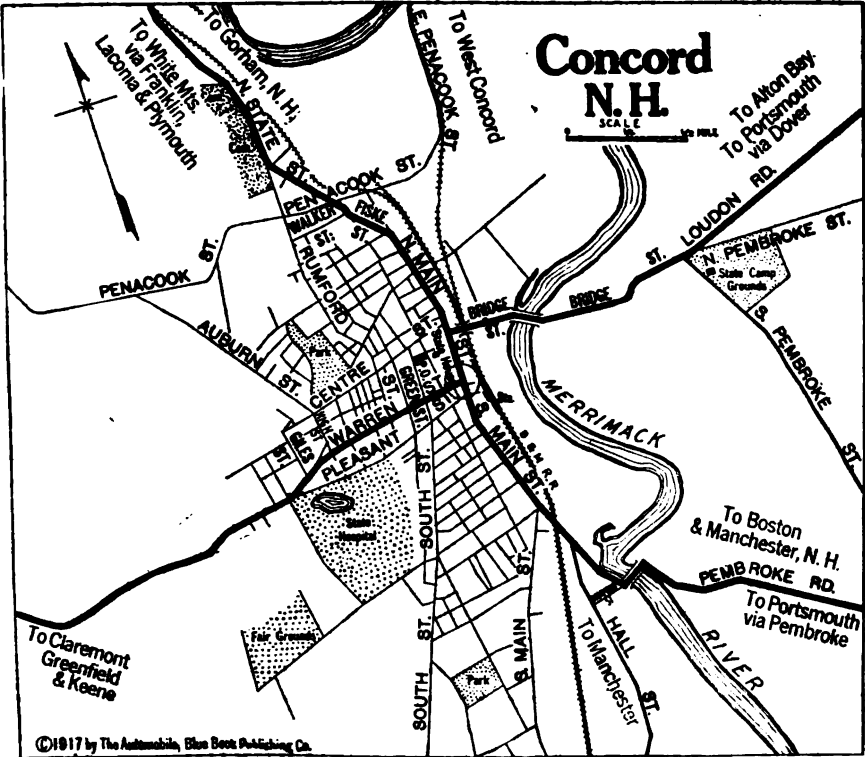 Concord
N. H.
SCALE
To White Mts.
via Franklin,
Laconia & Plymouth
To Gorham, N. H.;
N. STATE
ST.
E. PENACOOK ST.
To West Concord
To Alton Bay.
To Portsmouth
via Dover
LOUDON RD.
ST.
BRIDGE
BRIDGE
ST.
N. PEMBROKE ST.
State Camp
Grounds
S. PEMBROKE
ST.
PENACOOK ST.
PENACOOK
ST.
WALKER
ST.
FISKE
ST.
RUMFORD
N. MAIN
ST.
AUBURN
ST.
Park
CENTRE
ST.
GREEN ST.
WARREN
GILES
ST.
PLEASANT
MAIN ST.
B. & M. R. R.
MERRIMACK
RIVER
State
Hospital
SOUTH ST.
SOUTH ST.
Fair Grounds
Park
S. MAIN
ST.
HALL
ST.
To Manchester
To Boston
& Manchester, N. H.
PEMBROKE RD.
To Portsmouth
via Pembroke
To Claremont
Greenfield
& Keene
©1917 by The Automobile Blue Book Publishing Co.